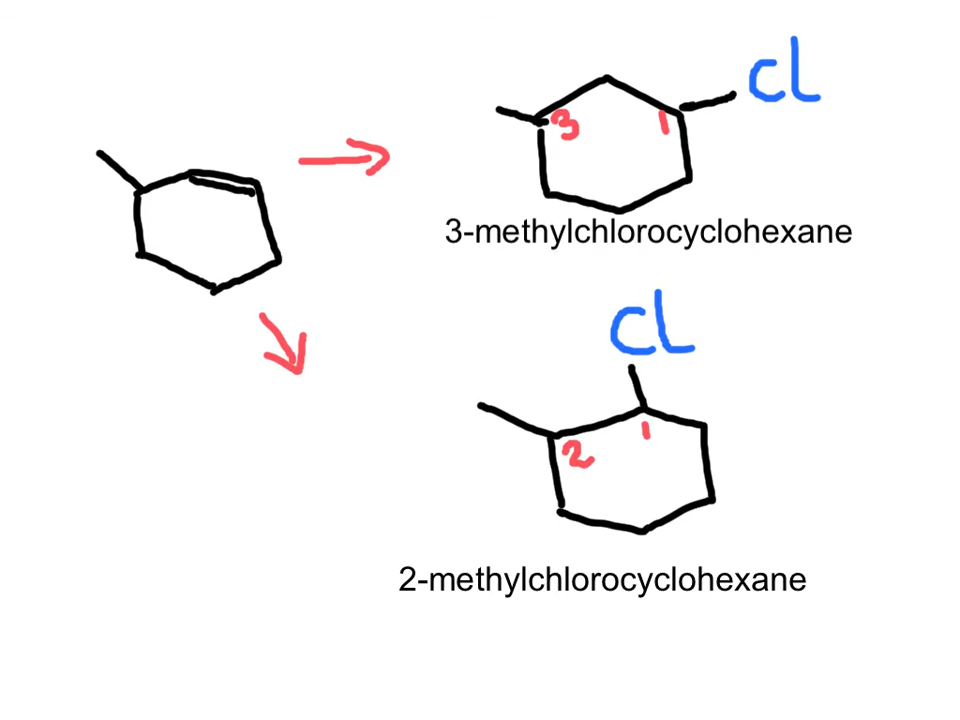 Cl
3 1
3-methylchlorocyclohexane
Cl
2 1
2-methylchlorocyclohexane